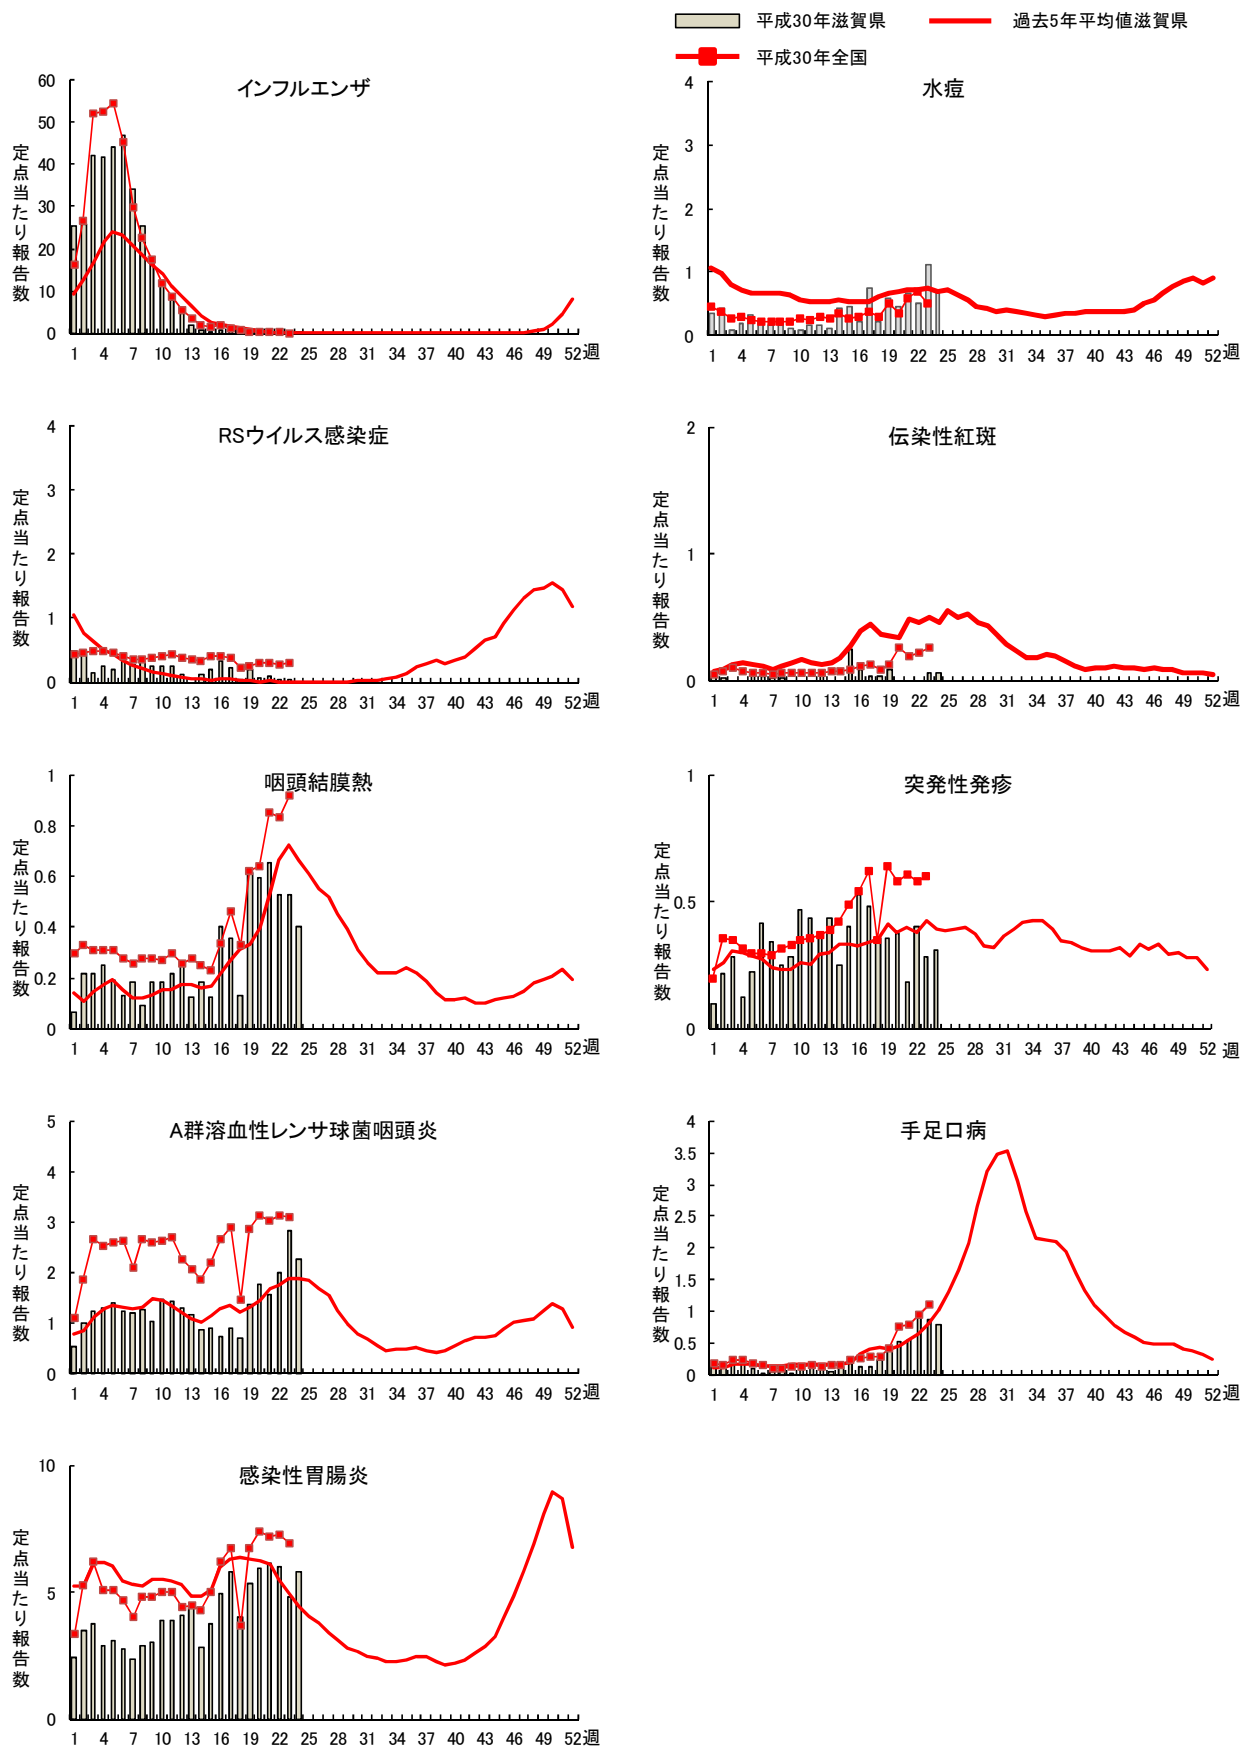 平成30年滋賀県 過去5年平均値滋賀県
平成30年全国
インフルエンザ
定点当たり報告数
60
50
40
30
20
10
0
1 4 7 10 13 16 19 22 25 28 31 34 37 40 43 46 49 52週
水痘
定点当たり報告数
4
3
2
1
0
1 4 7 10 13 16 19 22 25 28 31 34 37 40 43 46 49 52週
RSウイルス感染症
定点当たり報告数
4
3
2
1
0
1 4 7 10 13 16 19 22 25 28 31 34 37 40 43 46 49 52週
伝染性紅斑
定点当たり報告数
2
1
0
1 4 7 10 13 16 19 22 25 28 31 34 37 40 43 46 49 52週
咽頭結膜熱
定点当たり報告数
1
0.8
0.6
0.4
0.2
0
1 4 7 10 13 16 19 22 25 28 31 34 37 40 43 46 49 52週
突発性発疹
定点当たり報告数
1
0.5
0
1 4 7 10 13 16 19 22 25 28 31 34 37 40 43 46 49 52 週
A群溶血性レンサ球菌咽頭炎
定点当たり報告数
5
4
3
2
1
0
1 4 7 10 13 16 19 22 25 28 31 34 37 40 43 46 49 52週
手足口病
定点当たり報告数
4
3.5
3
2.5
2
1.5
1
0.5
0
1 4 7 10 13 16 19 22 25 28 31 34 37 40 43 46 49 52週
感染性胃腸炎
定点当たり報告数
10
5
0
1 4 7 10 13 16 19 22 25 28 31 34 37 40 43 46 49 52週